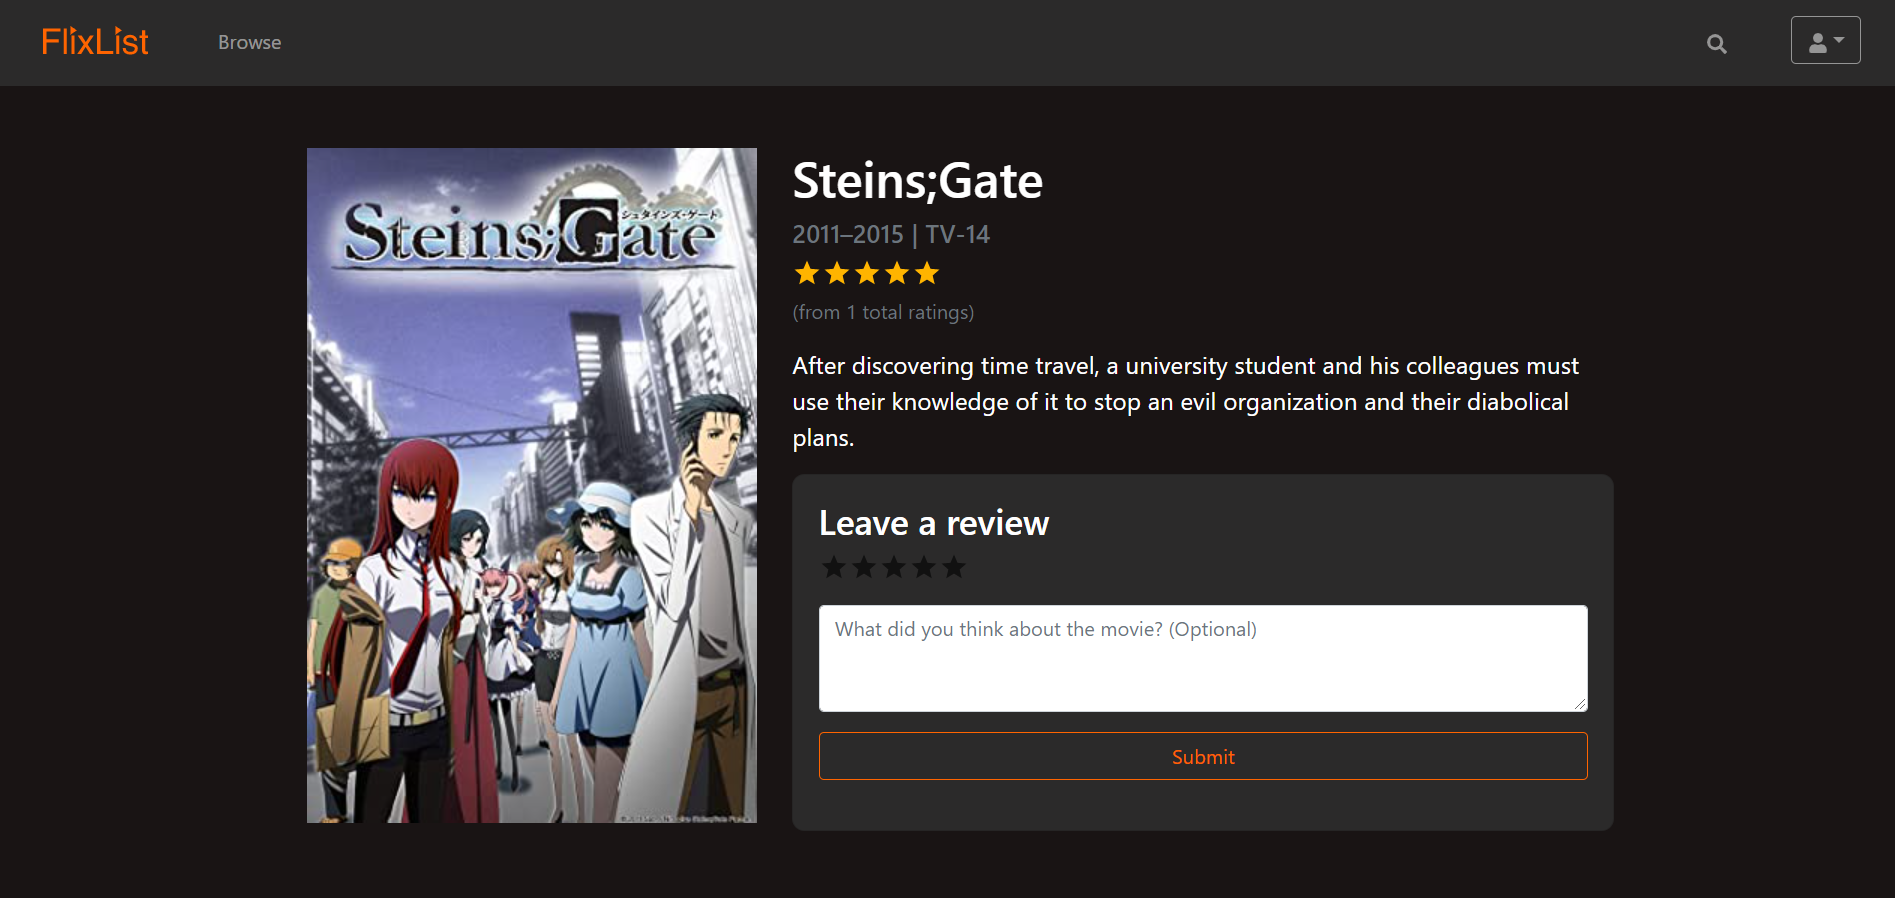 FlixList
Browse
Steins;Gate
シュタインズ・ゲート
Steins;Gate
2011–2015 | TV-14
(from 1 total ratings)
After discovering time travel, a university student and his colleagues must
use their knowledge of it to stop an evil organization and their diabolical
plans.
Leave a review
What did you think about the movie? (Optional)
Submit